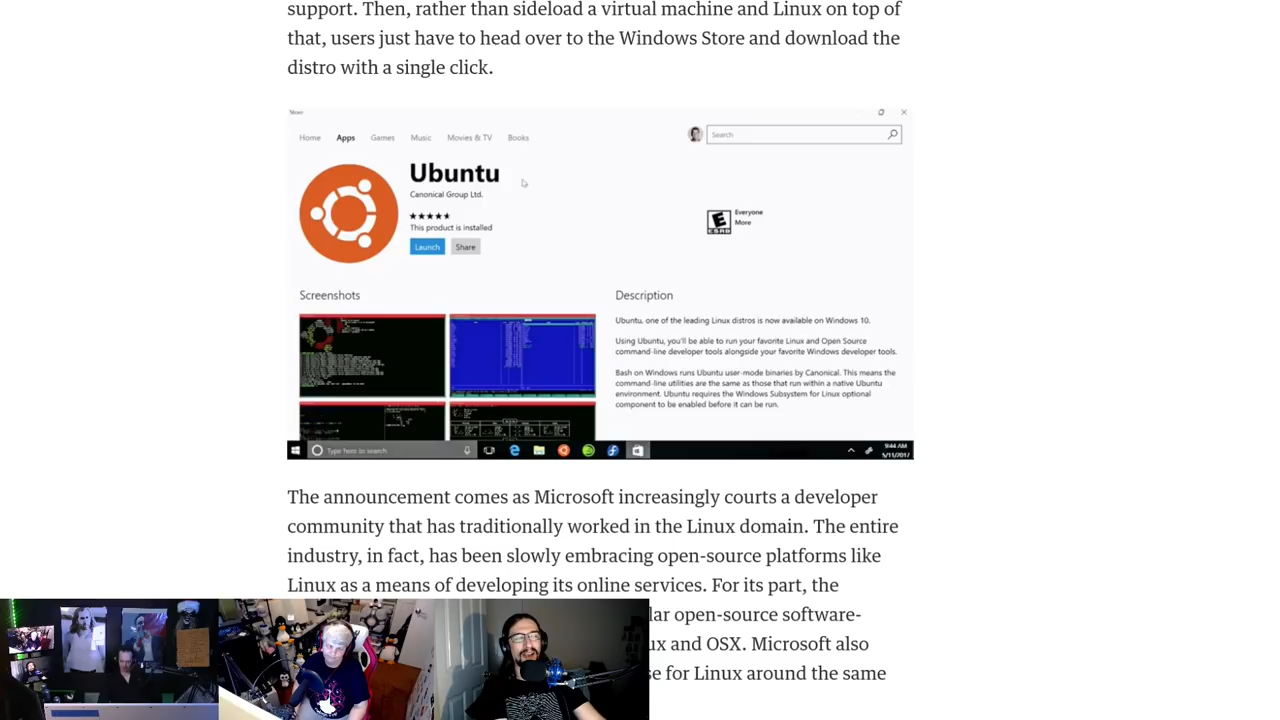 support. Then, rather than sideload a virtual machine and Linux on top of
that, users just have to head over to the Windows Store and download the
distro with a single click.
Store
Home Apps Games Music Movies & TV Books
Search
Ubuntu
Canonical Group Ltd.
This product is installed
Launch Share
E
ESRB
Everyone
More
Screenshots
Description
Ubuntu, one of the leading Linux distros is now available on Windows 10.
Using Ubuntu, you'll be able to run your favorite Linux and Open Source
command-line developer tools alongside your favorite Windows developer tools.
Bash on Windows runs Ubuntu user-mode binaries by Canonical. This means the
command-line utilities are the same as those that run within a native Ubuntu
environment. Ubuntu requires the Windows Subsystem for Linux optional
component to be enabled before it can be run.
Type here to search
9:44 AM
5/11/2017
The announcement comes as Microsoft increasingly courts a developer
community that has traditionally worked in the Linux domain. The entire
industry, in fact, has been slowly embracing open-source platforms like
Linux as a means of developing its online services. For its part, the
lar open-source software-
ux and OSX. Microsoft also
se for Linux around the same